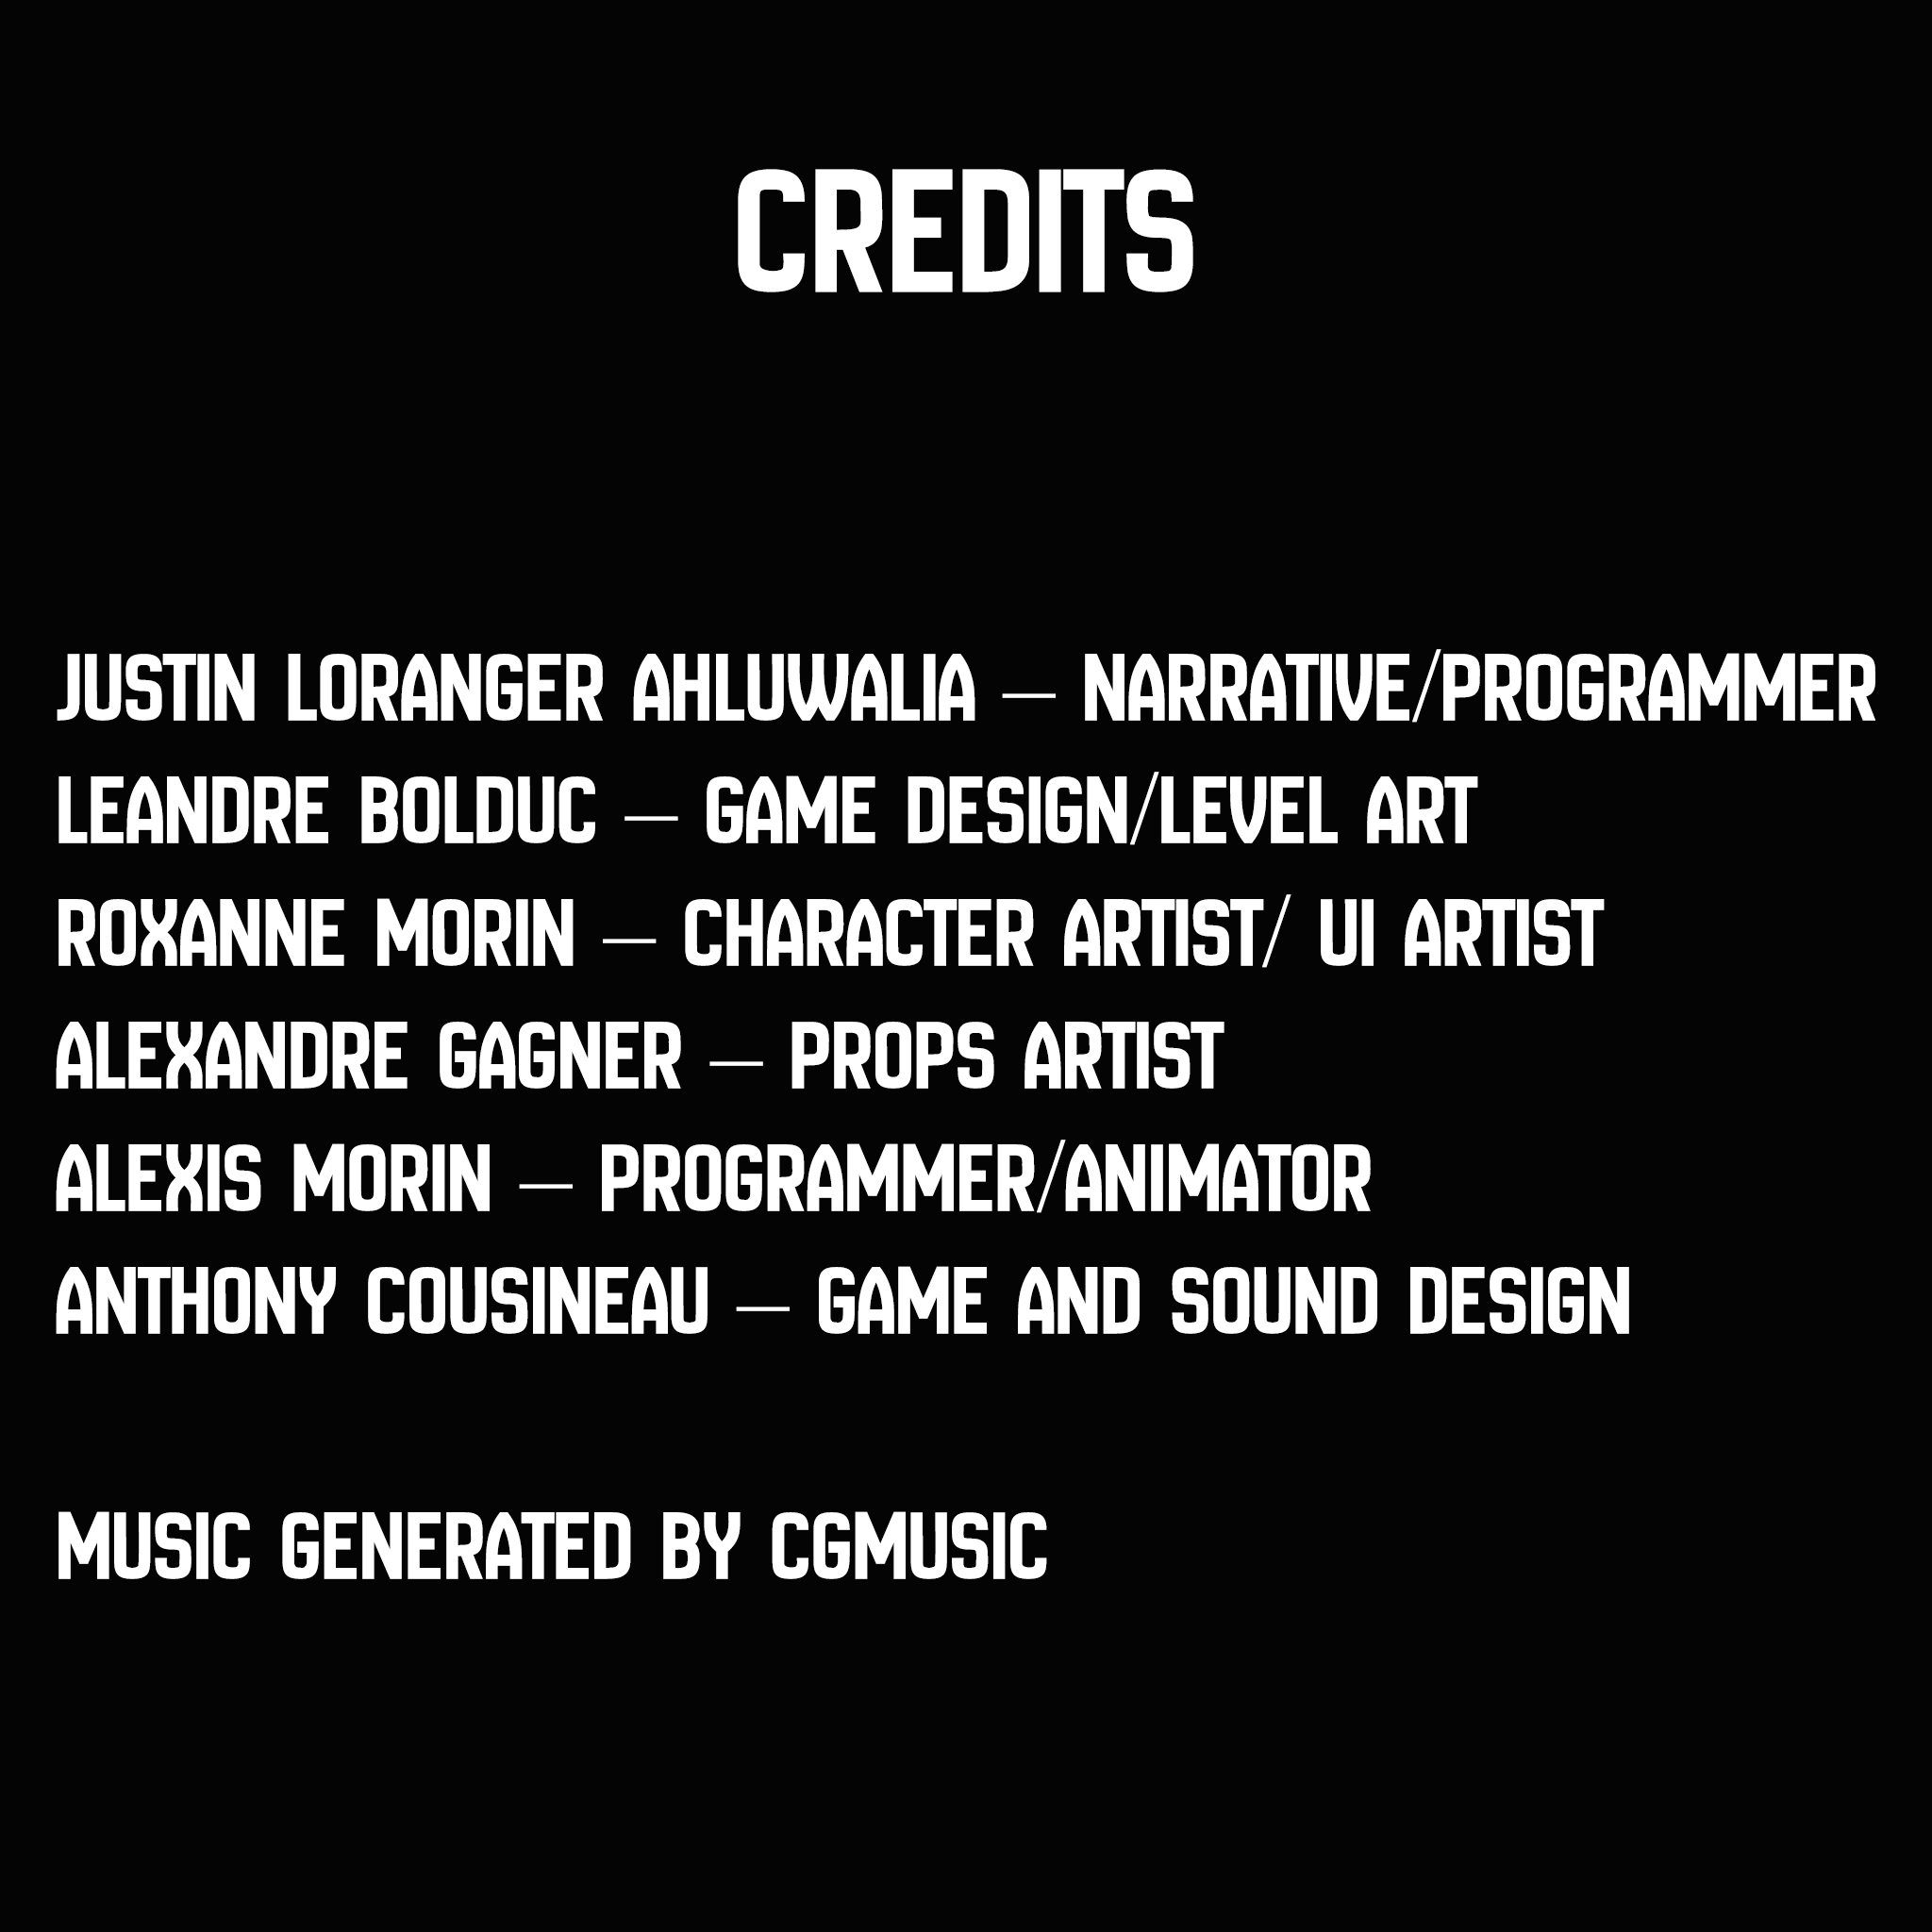 CREDITS
JUSTIN LORANGER AHLUWALIA — NARRATIVE/PROGRAMMER
LEANDRE BOLDUC — GAME DESIGN/LEVEL ART
ROXANNE MORIN — CHARACTER ARTIST/ UI ARTIST
ALEXANDRE GAGNER — PROPS ARTIST
ALEXIS MORIN — PROGRAMMER/ANIMATOR
ANTHONY COUSINEAU — GAME AND SOUND DESIGN
MUSIC GENERATED BY CGMUSIC